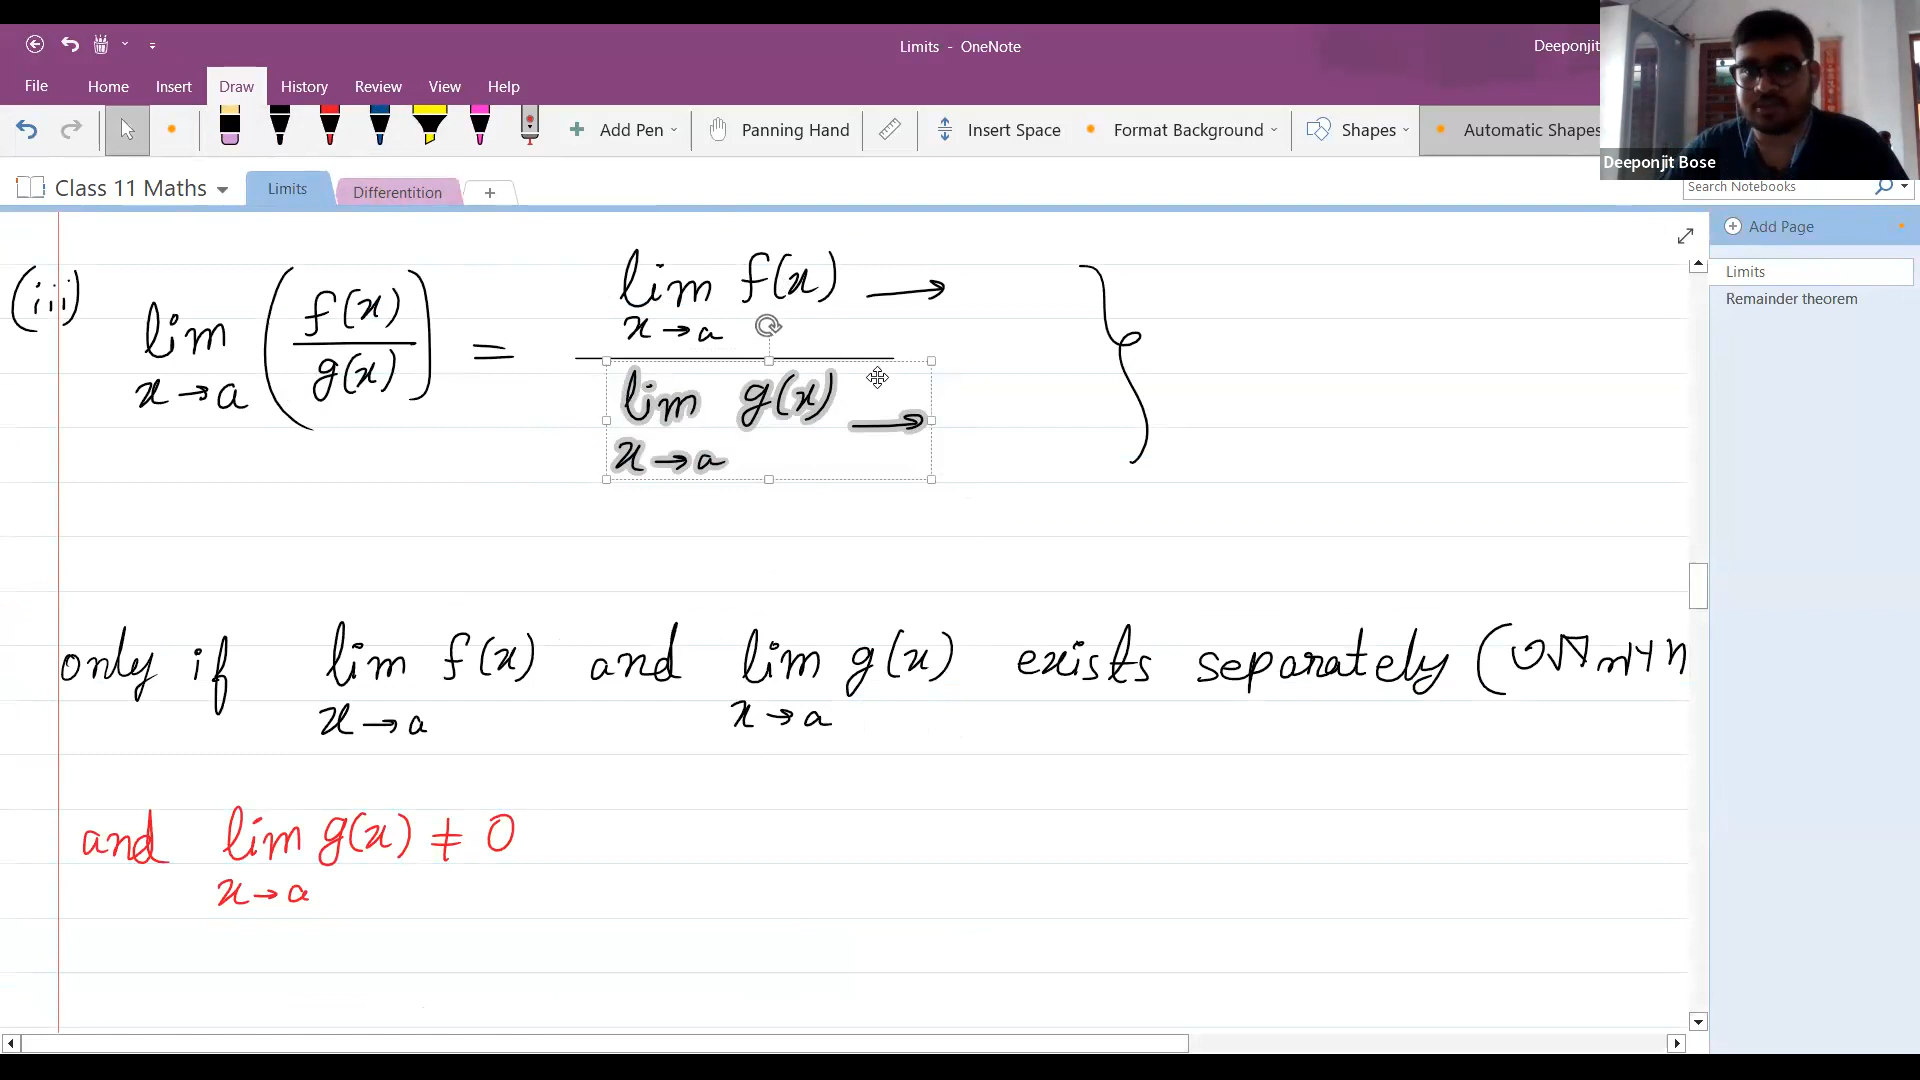 Limits - OneNote
Deeponjit
File Home Insert Draw History Review View Help
Add Pen Panning Hand Insert Space Format Background Shapes Automatic Shapes
Deeponjit Bose
Class 11 Maths Limits Differentition +
Search Notebooks
Add Page
Limits
Remainder theorem
(iii) lim x→a (f(x)/g(x)) = lim x→a f(x) → / lim x→a g(x) → }
only if lim f(x) and lim g(x) exists separately (
x→a x→a
and lim g(x) ≠ 0
x→a